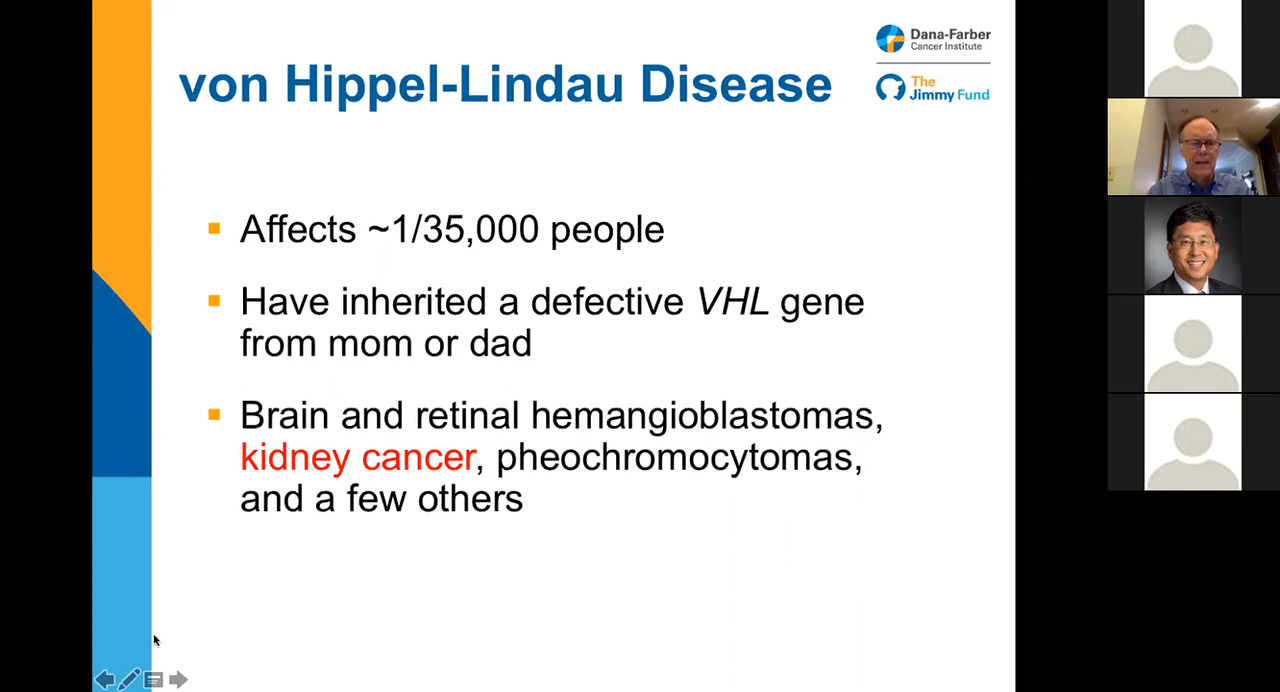 von Hippel-Lindau Disease
Dana-Farber
Cancer Institute
The
Jimmy Fund
Affects ~1/35,000 people
Have inherited a defective VHL gene
from mom or dad
Brain and retinal hemangioblastomas,
kidney cancer, pheochromocytomas,
and a few others